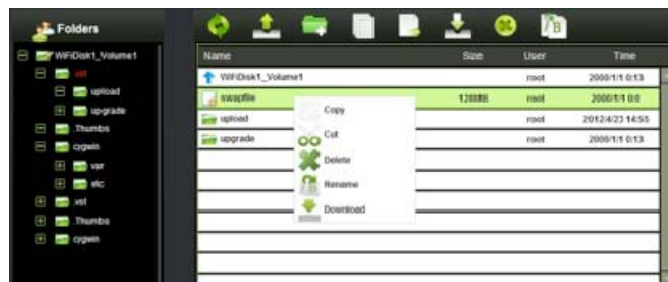 Folders
WiFiDisk1_Volume1
.vst
upload
upgrade
.Thumbs
cygwin
var
etc
.vst
.Thumbs
cygwin
Name Size User Time
WiFiDisk1_Volume1 root 2000/1/1 0:13
swapfile 128MB root 2000/1/1 0:0
upload root 2012/4/23 14:55
upgrade root 2000/1/1 0:13
Copy
Cut
Delete
Rename
Download